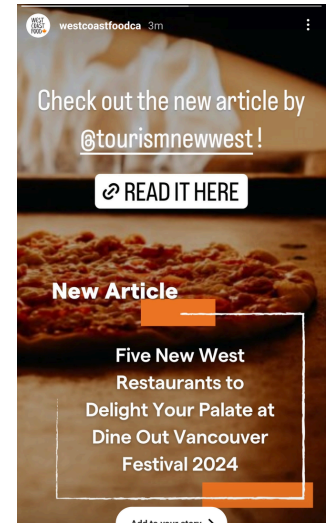 WEST
COAST
FOOD
westcoastfoodca 3m
Check out the new article by
@tourismnewwest!
READ IT HERE
New Article
Five New West
Restaurants to
Delight Your Palate at
Dine Out Vancouver
Festival 2024
Add to your story